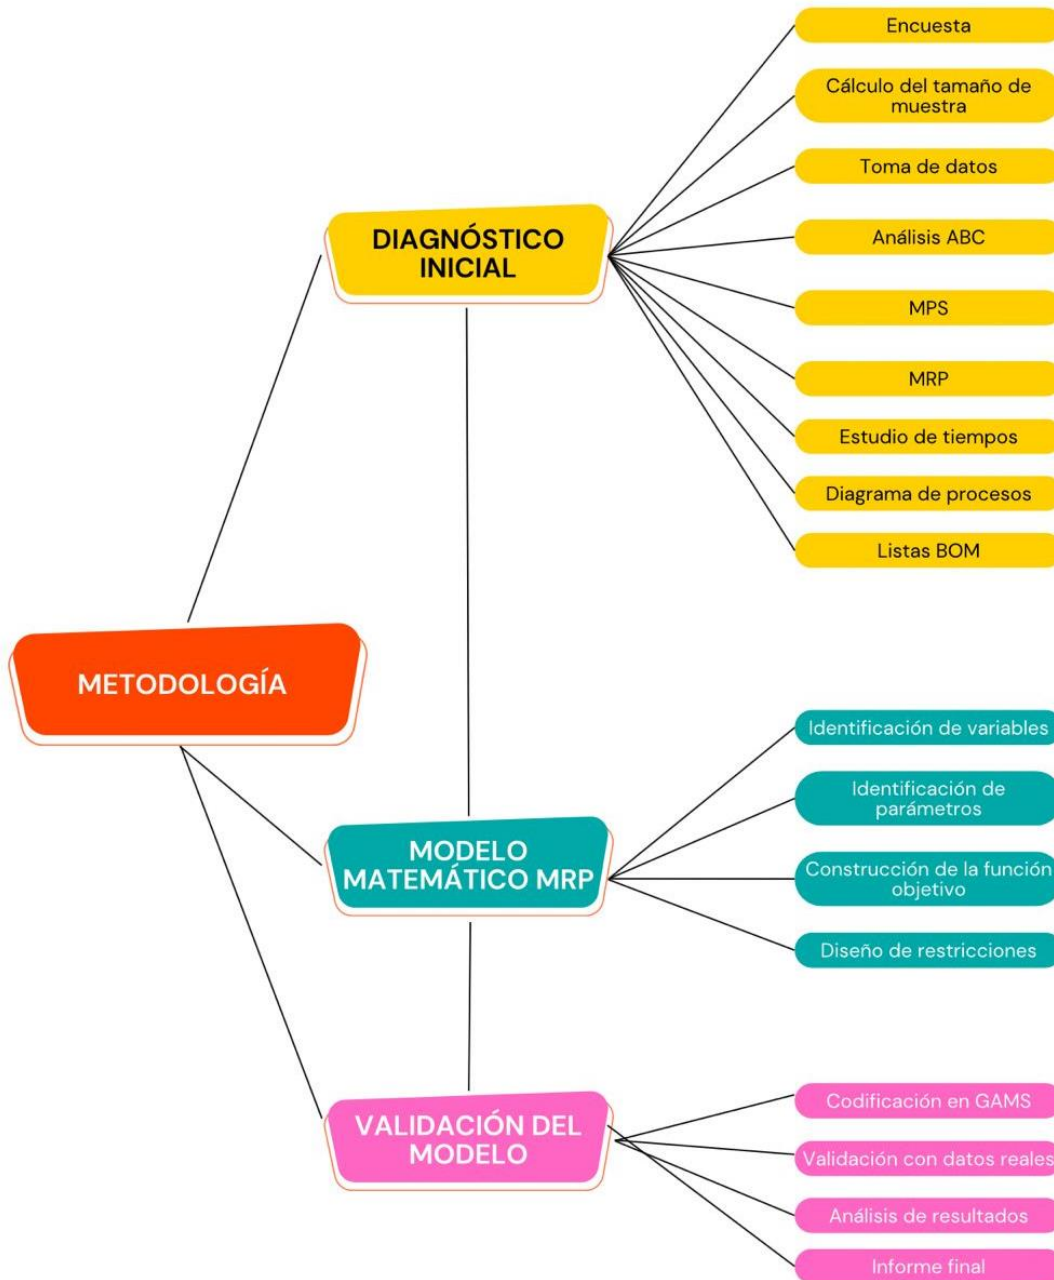 Encuesta
Cálculo del tamaño de
muestra
Toma de datos
Análisis ABC
MPS
MRP
Estudio de tiempos
Diagrama de procesos
Listas BOM
DIAGNÓSTICO
INICIAL
METODOLOGÍA
Identificación de variables
Identificación de
parámetros
Construcción de la función
objetivo
Diseño de restricciones
MODELO
MATEMÁTICO MRP
Codificación en GAMS
Validación con datos reales
Análisis de resultados
Informe final
VALIDACIÓN DEL
MODELO